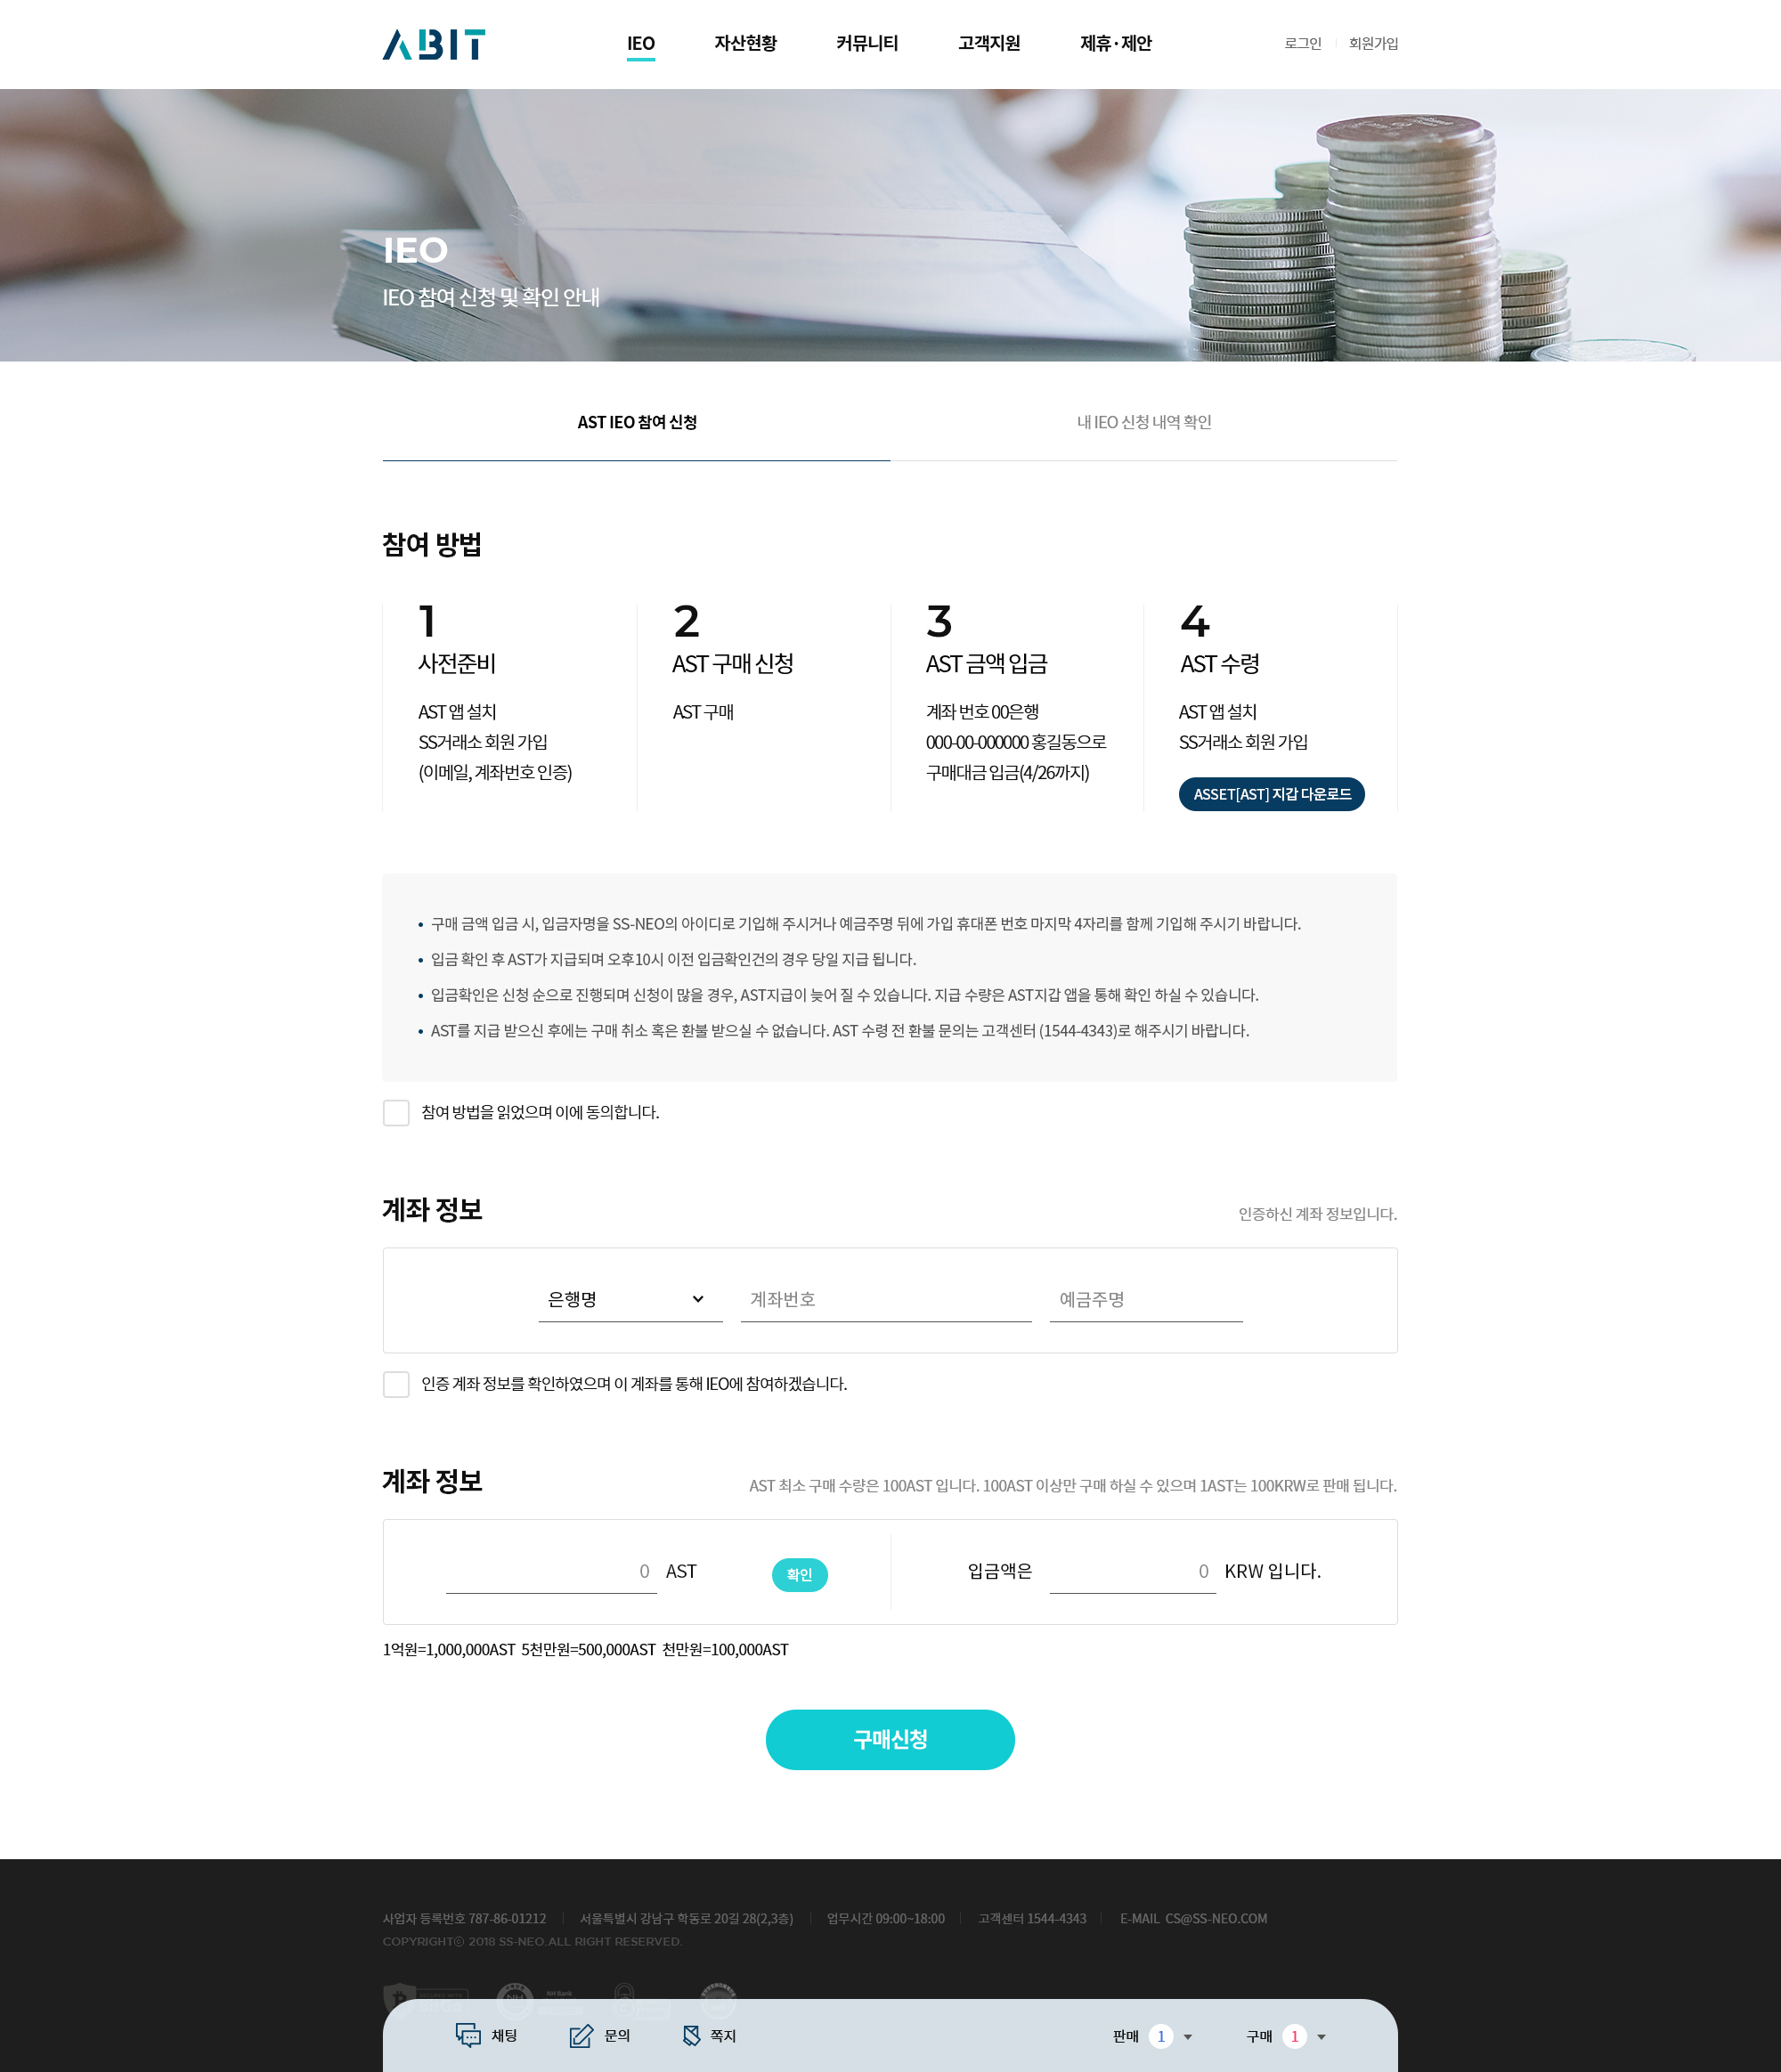 ABIT
IEO 자산현황 커뮤니티 고객지원 제휴·제안
로그인 회원가입
IEO
IEO 참여 신청 및 확인 안내
AST IEO 참여 신청 내 IEO 신청 내역 확인
참여 방법
1
사전준비
AST 앱 설치
SS거래소 회원 가입
(이메일, 계좌번호 인증)
2
AST 구매 신청
AST 구매
3
AST 금액 입금
계좌 번호 00은행
000-00-000000 홍길동으로
구매대금 입금(4/26까지)
4
AST 수령
AST 앱 설치
SS거래소 회원 가입
ASSET[AST] 지갑 다운로드
• 구매 금액 입금 시, 입금자명을 SS-NEO의 아이디로 기입해 주시거나 예금주명 뒤에 가입 휴대폰 번호 마지막 4자리를 함께 기입해 주시기 바랍니다.
• 입금 확인 후 AST가 지급되며 오후10시 이전 입금확인건의 경우 당일 지급 됩니다.
• 입금확인은 신청 순으로 진행되며 신청이 많을 경우, AST지급이 늦어 질 수 있습니다. 지급 수량은 AST지갑 앱을 통해 확인 하실 수 있습니다.
• AST를 지급 받으신 후에는 구매 취소 혹은 환불 받으실 수 없습니다. AST 수령 전 환불 문의는 고객센터 (1544-4343)로 해주시기 바랍니다.
참여 방법을 읽었으며 이에 동의합니다.
계좌 정보 인증하신 계좌 정보입니다.
은행명 계좌번호 예금주명
인증 계좌 정보를 확인하였으며 이 계좌를 통해 IEO에 참여하겠습니다.
계좌 정보 AST 최소 구매 수량은 100AST 입니다. 100AST 이상만 구매 하실 수 있으며 1AST는 100KRW로 판매 됩니다.
0 AST 확인 입금액은 0 KRW 입니다.
1억원=1,000,000AST 5천만원=500,000AST 천만원=100,000AST
구매신청
사업자 등록번호 787-86-01212 서울특별시 강남구 학동로 20길 28(2,3층) 업무시간 09:00~18:00 고객센터 1544-4343 E-MAIL CS@SS-NEO.COM
COPYRIGHTⓒ 2018 SS-NEO.ALL RIGHT RESERVED.
NH Bank
채팅 문의 쪽지 판매 1 구매 1